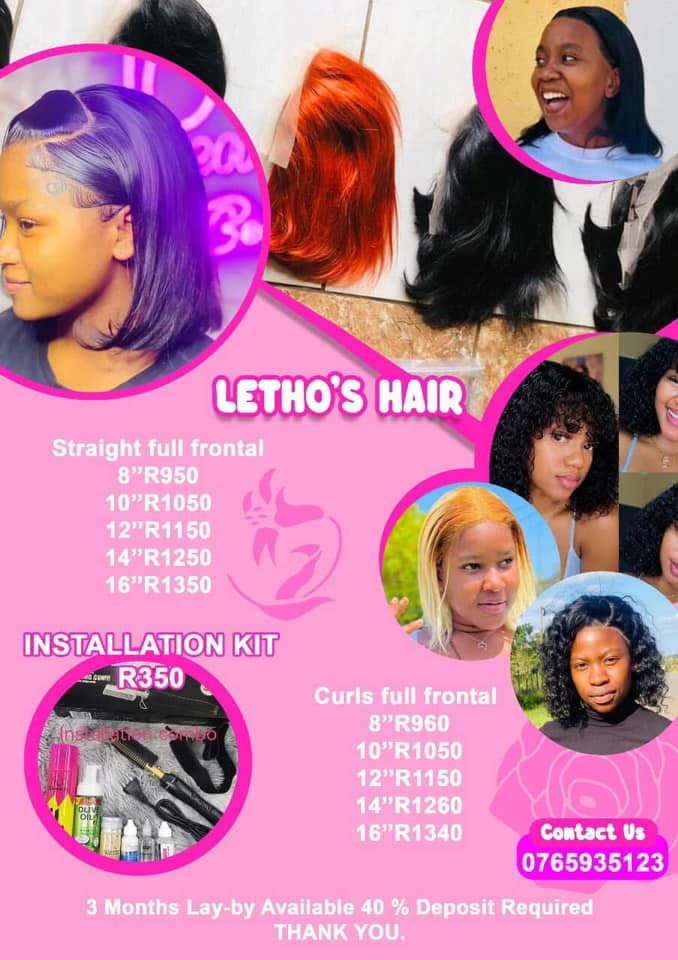 LETHO'S HAIR
Straight full frontal
8”R950
10”R1050
12”R1150
14”R1250
16”R1350
INSTALLATION KIT
R350
Installation combo
OLIVE
OIL
Curls full frontal
8”R960
10”R1050
12”R1150
14”R1260
16”R1340
Contact Us
0765935123
3 Months Lay-by Available 40 % Deposit Required
THANK YOU.